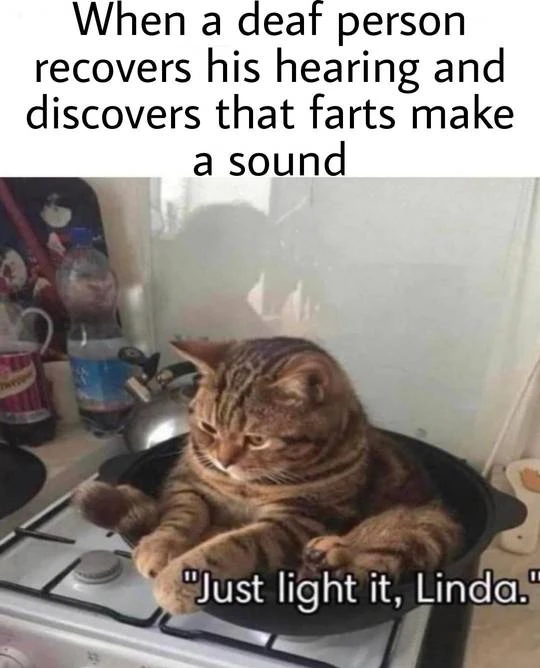 When a deaf person
recovers his hearing and
discovers that farts make
a sound
"Just light it, Linda."